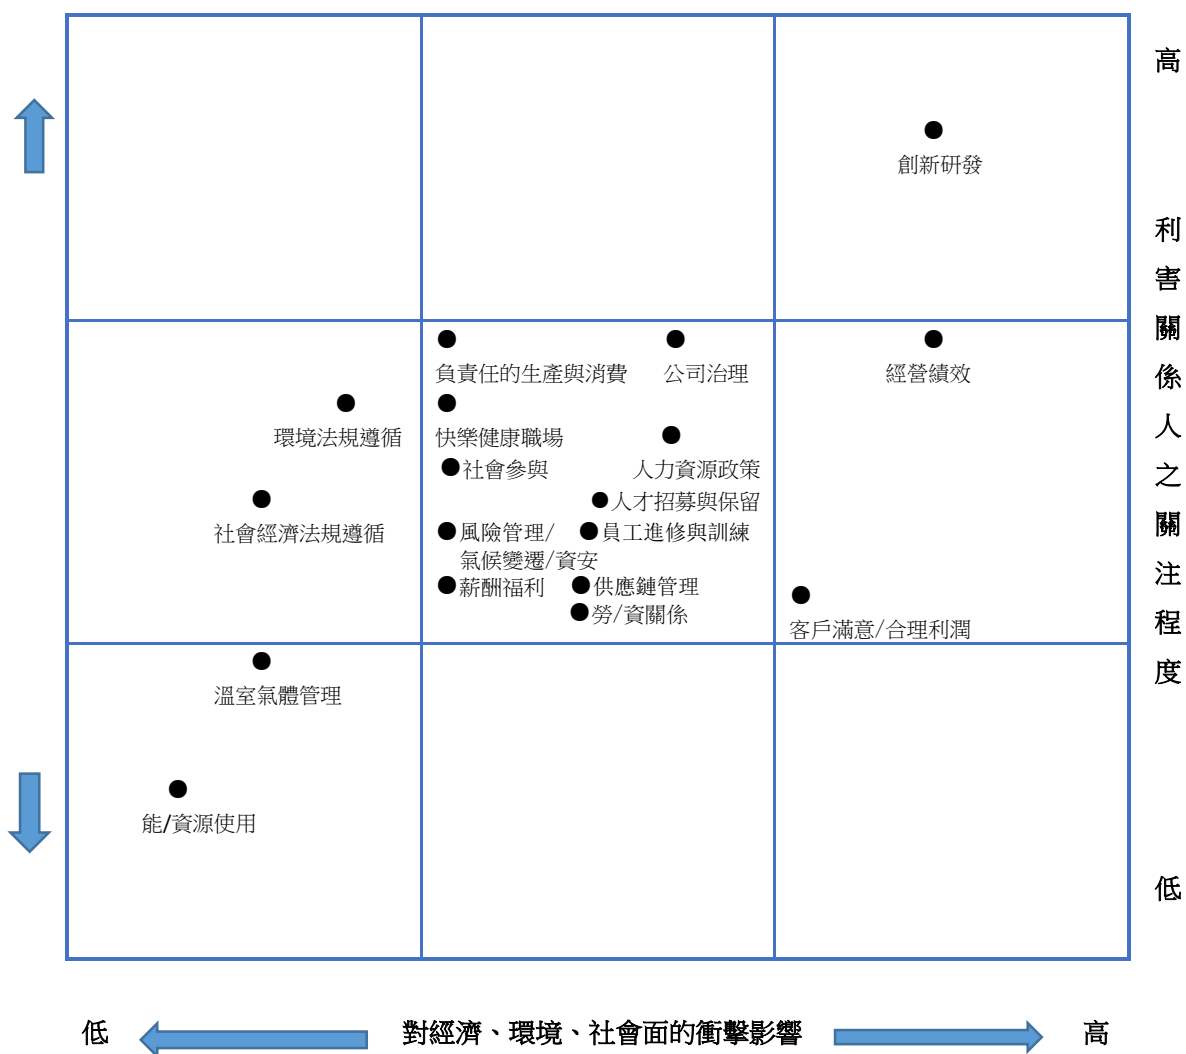 高
創新研發
利害關係人之關注程度
負責任的生產與消費
公司治理
經營績效
環境法規遵循
快樂健康職場
人力資源政策
社會參與
人才招募與保留
社會經濟法規遵循
風險管理/
氣候變遷/資安
員工進修與訓練
薪酬福利
供應鏈管理
勞/資關係
客戶滿意/合理利潤
溫室氣體管理
能/資源使用
低
低
對經濟、環境、社會面的衝擊影響
高